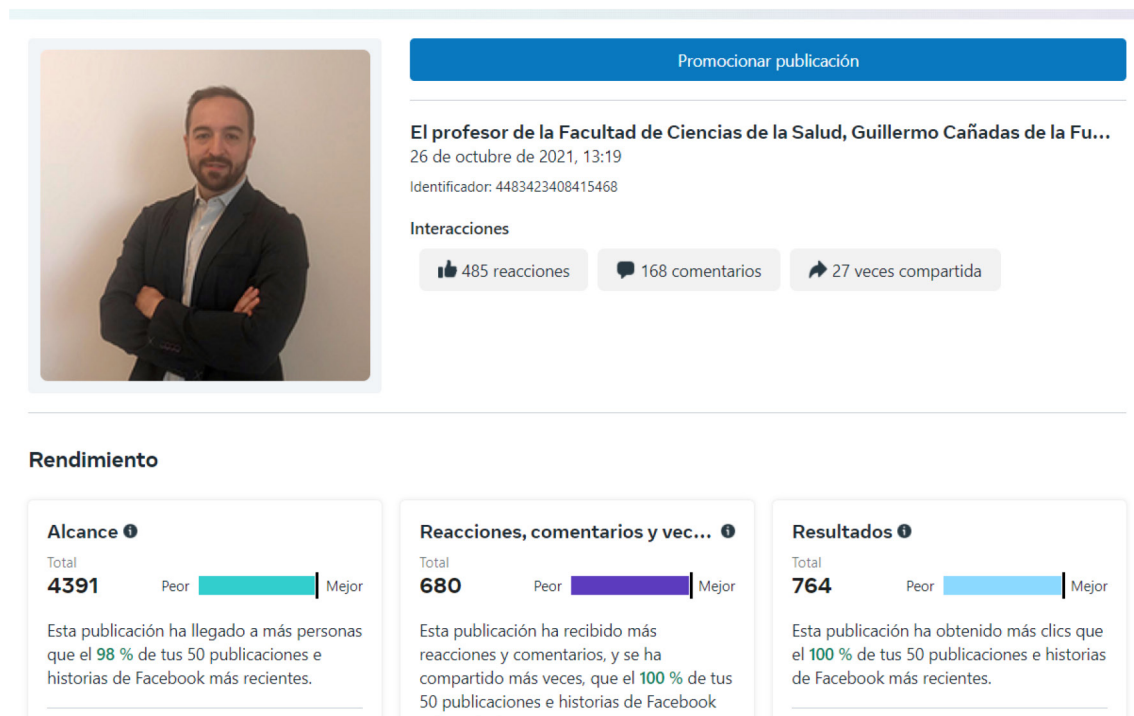 Promocionar publicación
El profesor de la Facultad de Ciencias de la Salud, Guillermo Cañadas de la Fu...
26 de octubre de 2021, 13:19
Identificador: 4483423408415468
Interacciones
485 reacciones 168 comentarios 27 veces compartida
Rendimiento
Alcance
Total
4391 Peor Mejor
Esta publicación ha llegado a más personas
que el 98 % de tus 50 publicaciones e
historias de Facebook más recientes.
Reacciones, comentarios y vec...
Total
680 Peor Mejor
Esta publicación ha recibido más
reacciones y comentarios, y se ha
compartido más veces, que el 100 % de tus
50 publicaciones e historias de Facebook
Resultados
Total
764 Peor Mejor
Esta publicación ha obtenido más clics que
el 100 % de tus 50 publicaciones e historias
de Facebook más recientes.